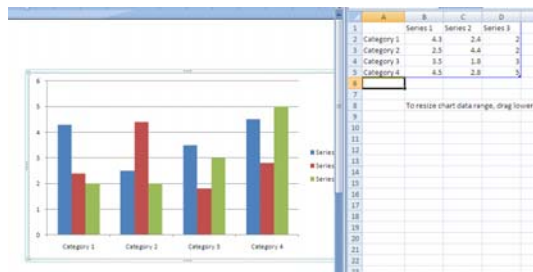 6
5
4
3
2
1
0
Category 1 Category 2 Category 3 Category 4
Series
Series
Series
A B C D
1 Series 1 Series 2 Series 3
2 Category 1 4.3 2.4 2
3 Category 2 2.5 4.4 2
4 Category 3 3.5 1.8 3
5 Category 4 4.5 2.8 5
6
7
8 To resize chart data range, drag lower
9
10
11
12
13
14
15
16
17
18
19
20
21
22
23